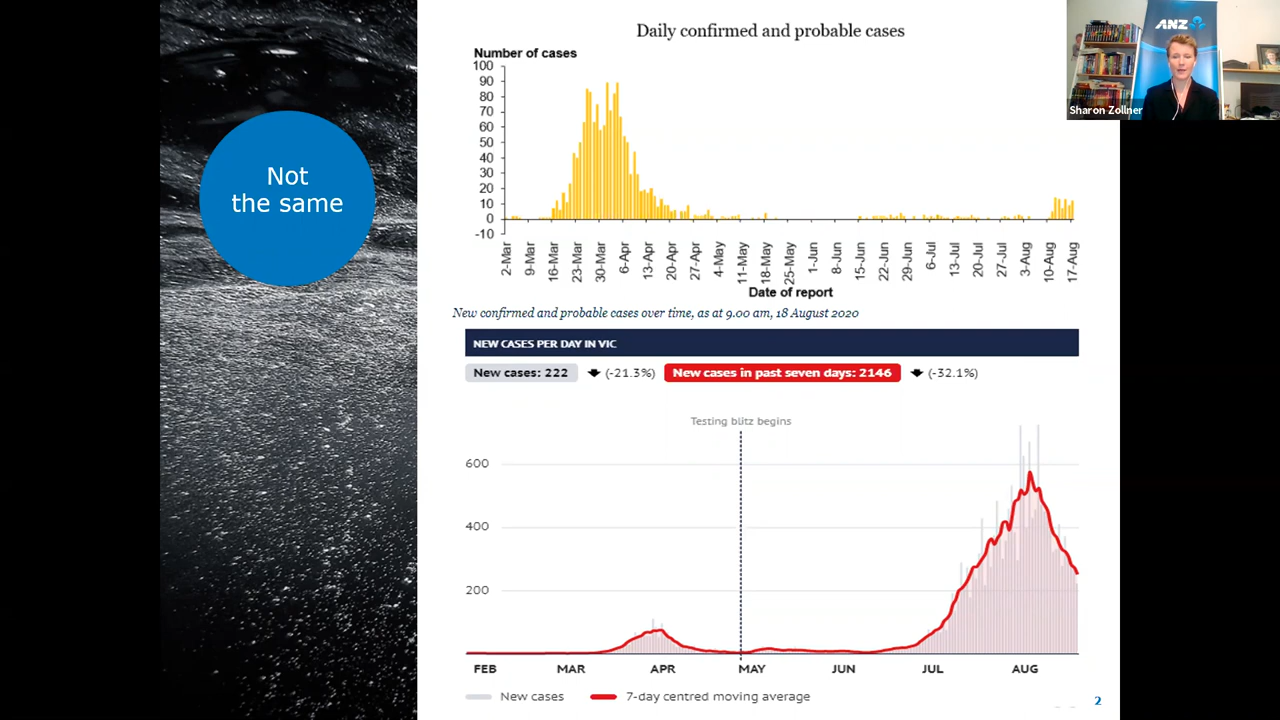 Not
the same
Daily confirmed and probable cases
Number of cases
100
90
80
70
60
50
40
30
20
10
0
-10
2-Mar 9-Mar 16-Mar 23-Mar 30-Mar 6-Apr 13-Apr 20-Apr 27-Apr 4-May 11-May 18-May 25-May 1-Jun 8-Jun 15-Jun 22-Jun 29-Jun 6-Jul 13-Jul 20-Jul 27-Jul 3-Aug 10-Aug 17-Aug
Date of report
New confirmed and probable cases over time, as at 9.00 am, 18 August 2020
ANZ
Sharon Zollner
NEW CASES PER DAY IN VIC
New cases: 222 (-21.3%) New cases in past seven days: 2146 (-32.1%)
Testing blitz begins
600
400
200
FEB MAR APR MAY JUN JUL AUG
New cases 7-day centred moving average
2